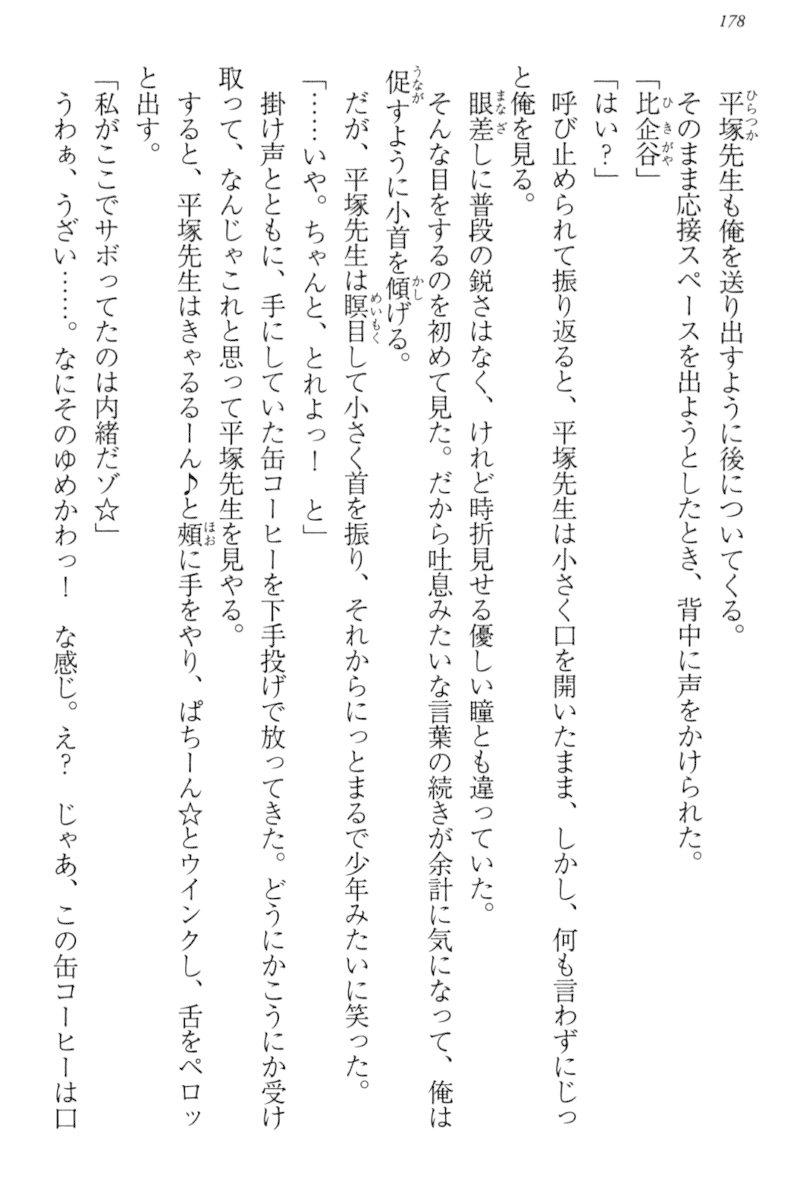 178
平塚先生も俺を送り出すように後についてくる。
そのまま応接スペースを出ようとしたとき、背中に声をかけられた。
「比企谷」
「はい?」
呼び止められて振り返ると、平塚先生は小さく口を開いたまま、しかし、何も言わずにじっ
と俺を見る。
眼差しに普段の鋭さはなく、けれど時折見せる優しい瞳とも違っていた。
そんな目をするのを初めて見た。だから吐息みたいな言葉の続きが余計に気になって、俺は
促すように小首を傾げる。
だが、平塚先生は瞑目して小さく首を振り、それからにっとまるで少年みたいに笑った。
「……いや。ちゃんと、とれよっ!　と」
掛け声とともに、手にしていた缶コーヒーを下手投げで放ってきた。どうにかこうにか受け
取って、なんじゃこれと思って平塚先生を見やる。
すると、平塚先生はきゃるるーん♪と頰に手をやり、ぱちーん☆とウインクし、舌をペロッ
と出す。
「私がここでサボってたのは内緒だゾ☆」
うわぁ、うざい……。なにそのゆめかわっ!　な感じ。え?　じゃあ、この缶コーヒーは口